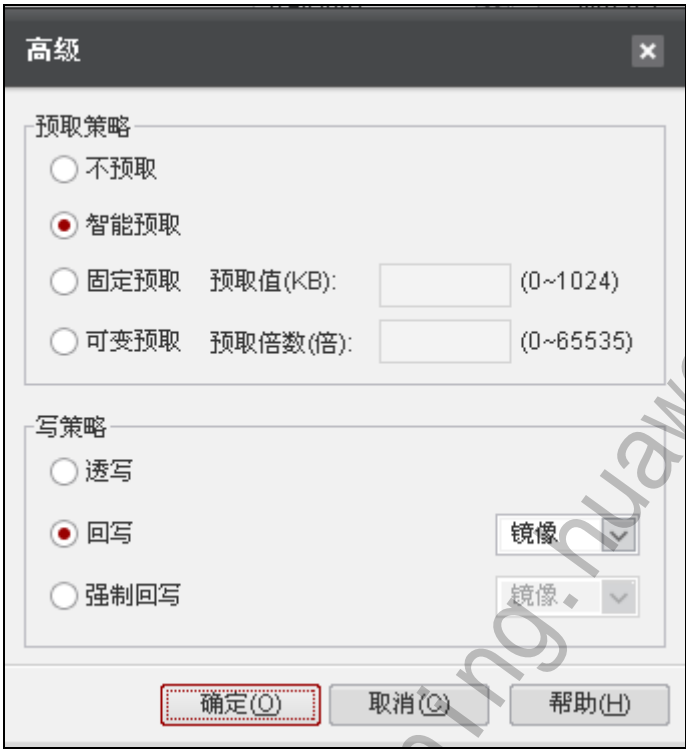 高级
预取策略
不预取
智能预取
固定预取 预取值(KB): (0~1024)
可变预取 预取倍数(倍): (0~65535)
写策略
透写
回写 镜像
强制回写 镜像
确定(O) 取消(C) 帮助(H)
ning.huawe